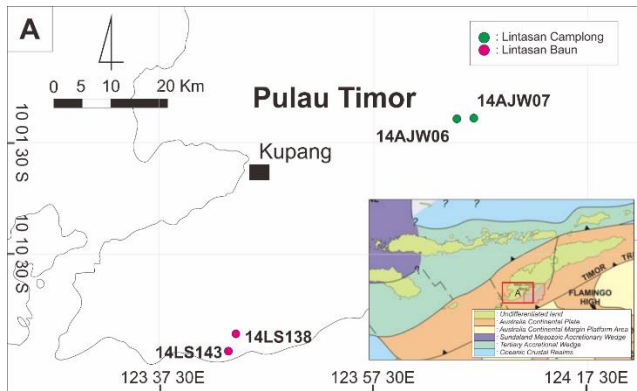 A
: Lintasan Camplong
: Lintasan Baun
0 5 10 20 Km
Pulau Timor
14AJW07
14AJW06
10 01 30 S
Kupang
10 10 30 S
?
?
?
?
A
TIMOR
TR
FLAMINGO
HIGH
14LS138
14LS143
: Undifferentiated land
: Australia Continental Plate
: Australia Continental Margin Platform Area
: Sundaland Mesozoic Accretionary Wedge
: Tertiary Accretional Wedge
: Oceanic Crustal Realms
123 37 30E
123 57 30E
124 17 30E